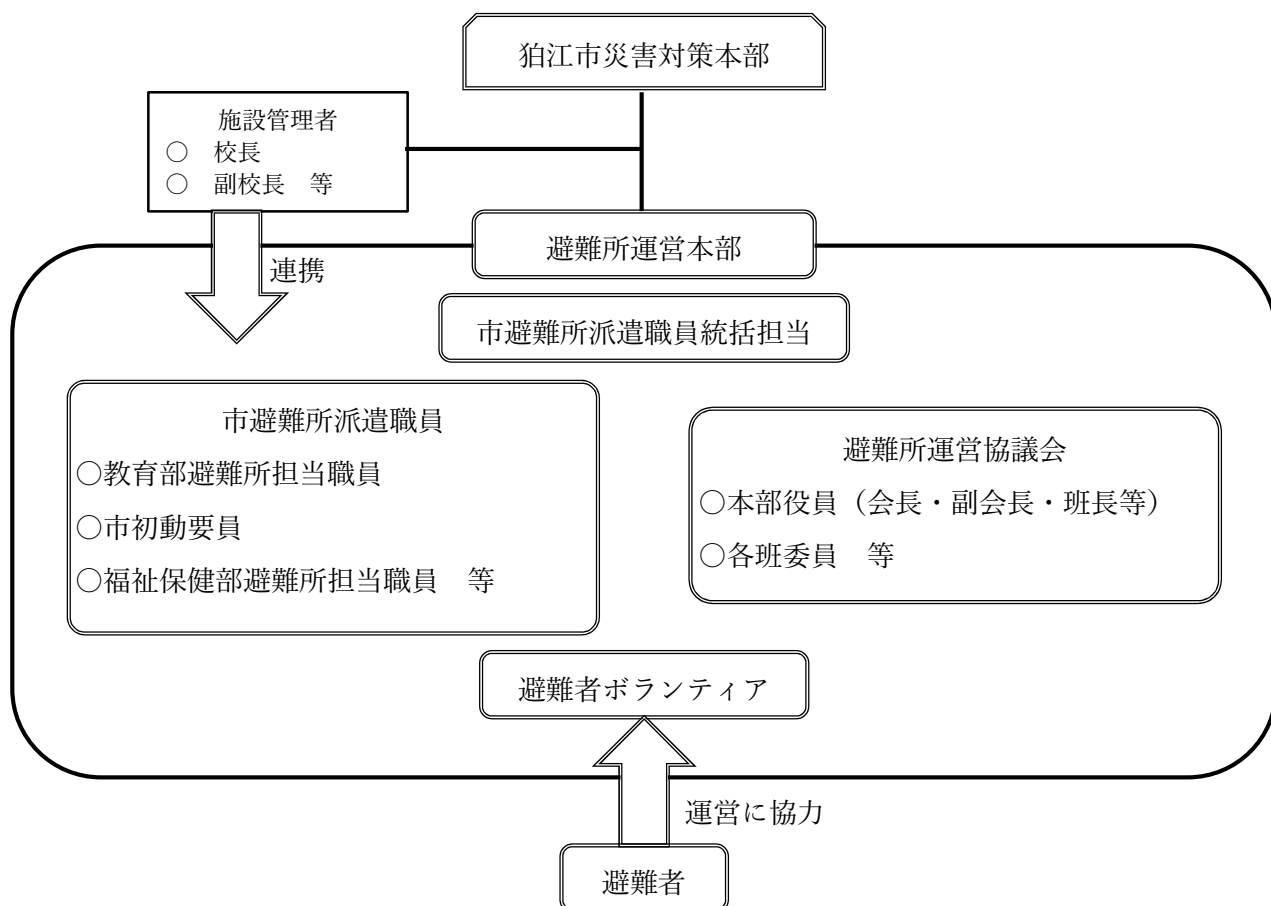 狛江市災害対策本部
施設管理者
○　校長
○　副校長　等
避難所運営本部
連携
市避難所派遣職員統括担当
市避難所派遣職員
○教育部避難所担当職員
○市初動要員
○福祉保健部避難所担当職員　等
避難所運営協議会
○本部役員（会長・副会長・班長等）
○各班委員　等
避難者ボランティア
運営に協力
避難者